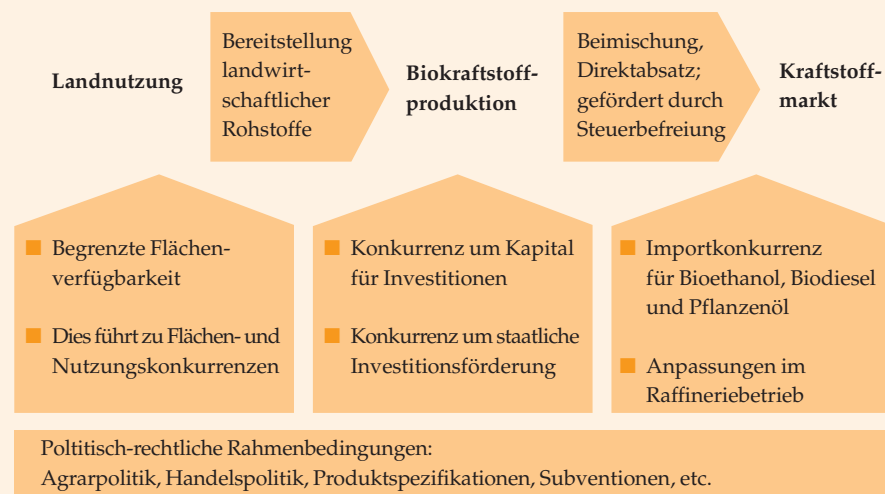 Landnutzung
Bereitstellung
landwirt-
schaftlicher
Rohstoffe
Biokraftstoff-
produktion
Beimischung,
Direktabsatz;
gefördert durch
Steuerbefreiung
Kraftstoff-
markt
■ Begrenzte Flächen-
verfügbarkeit
■ Dies führt zu Flächen- und
Nutzungskonkurrenzen
■ Konkurrenz um Kapital
für Investitionen
■ Konkurrenz um staatliche
Investitionsförderung
■ Importkonkurrenz
für Bioethanol, Biodiesel
und Pflanzenöl
■ Anpassungen im
Raffineriebetrieb
Poltitisch-rechtliche Rahmenbedingungen:
Agrarpolitik, Handelspolitik, Produktspezifikationen, Subventionen, etc.